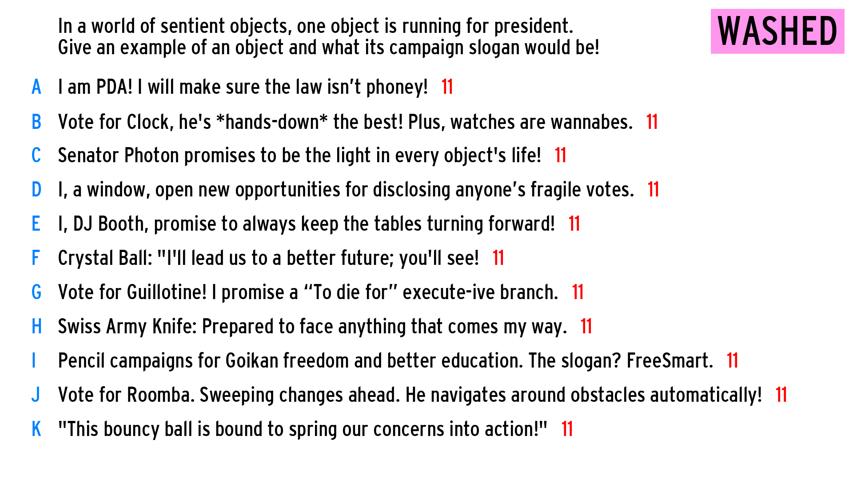 In a world of sentient objects, one object is running for president.
Give an example of an object and what its campaign slogan would be!
WASHED
A I am PDA! I will make sure the law isn't phoney! 11
B Vote for Clock, he's *hands-down* the best! Plus, watches are wannabes. 11
C Senator Photon promises to be the light in every object's life! 11
D I, a window, open new opportunities for disclosing anyone's fragile votes. 11
E I, DJ Booth, promise to always keep the tables turning forward! 11
F Crystal Ball: "I'll lead us to a better future; you'll see! 11
G Vote for Guillotine! I promise a “To die for” execute-ive branch. 11
H Swiss Army Knife: Prepared to face anything that comes my way. 11
I Pencil campaigns for Goikan freedom and better education. The slogan? FreeSmart. 11
J Vote for Roomba. Sweeping changes ahead. He navigates around obstacles automatically! 11
K "This bouncy ball is bound to spring our concerns into action!" 11